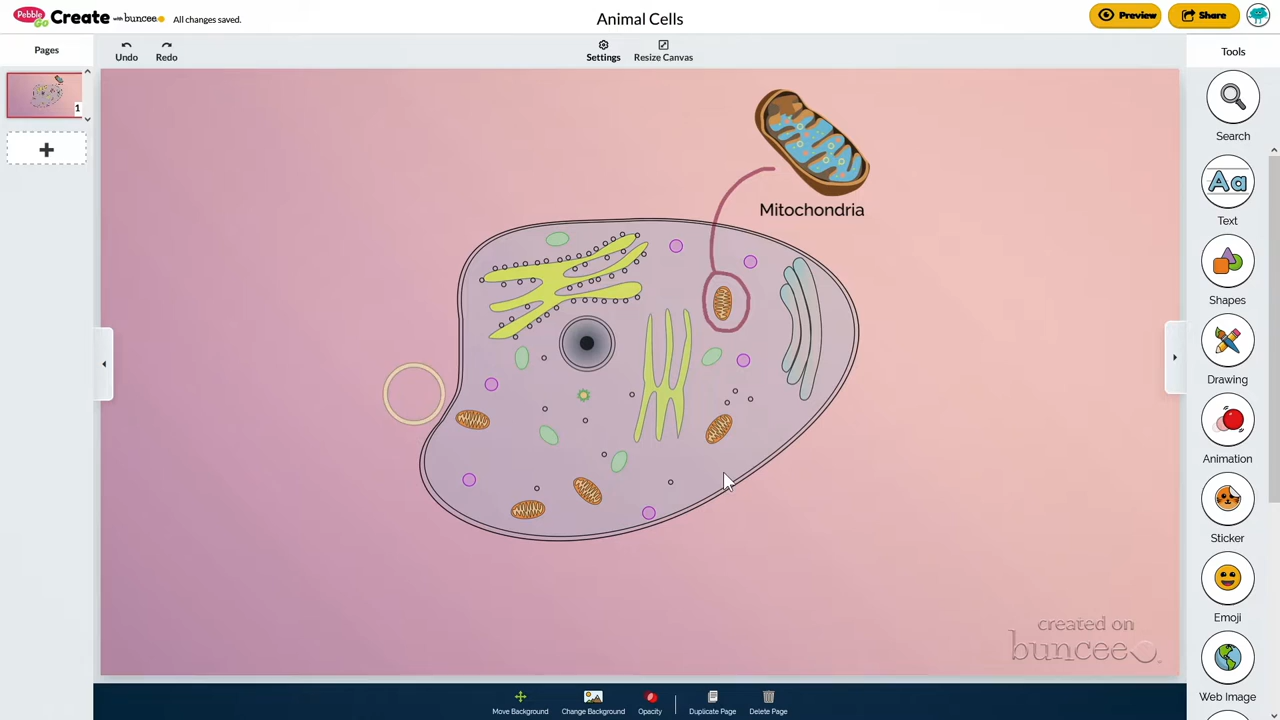 Pebble Go Create with buncee
All changes saved.
Animal Cells
Preview
Share
Pages
Undo
Redo
Settings
Resize Canvas
Tools
1
Search
Aa
Text
Shapes
Drawing
Animation
Sticker
Emoji
Web Image
Mitochondria
created on
buncee
Move Background
Change Background
Opacity
Duplicate Page
Delete Page